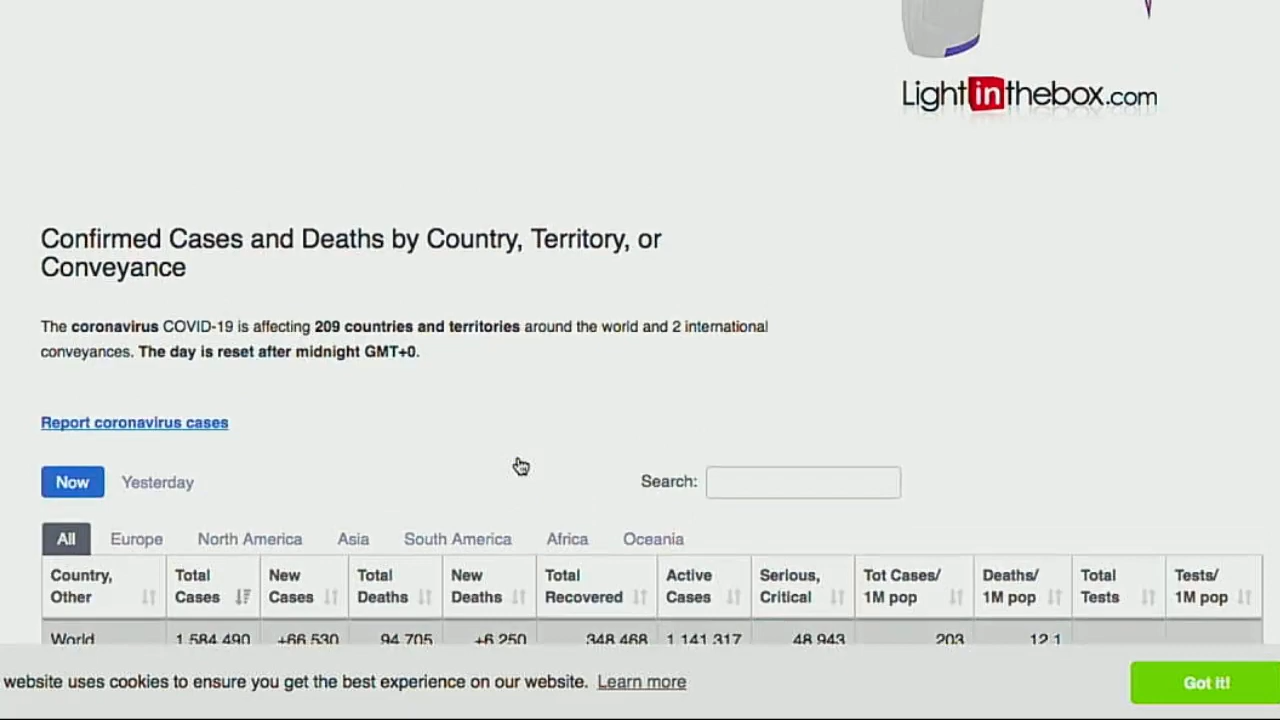 Lightinthebox.com
Confirmed Cases and Deaths by Country, Territory, or
Conveyance
The coronavirus COVID-19 is affecting 209 countries and territories around the world and 2 international
conveyances. The day is reset after midnight GMT+0.
Report coronavirus cases
Now Yesterday Search:
All Europe North America Asia South America Africa Oceania
Country, Total New Total New Total Active Serious, Tot Cases/ Deaths/ Total Tests/
Other Cases Cases Deaths Deaths Recovered Cases Critical 1M pop 1M pop Tests 1M pop
World 1,584,490 +66,530 94,705 +6,250 348,468 1,141,317 48,943 203 12.1
website uses cookies to ensure you get the best experience on our website. Learn more Got it!